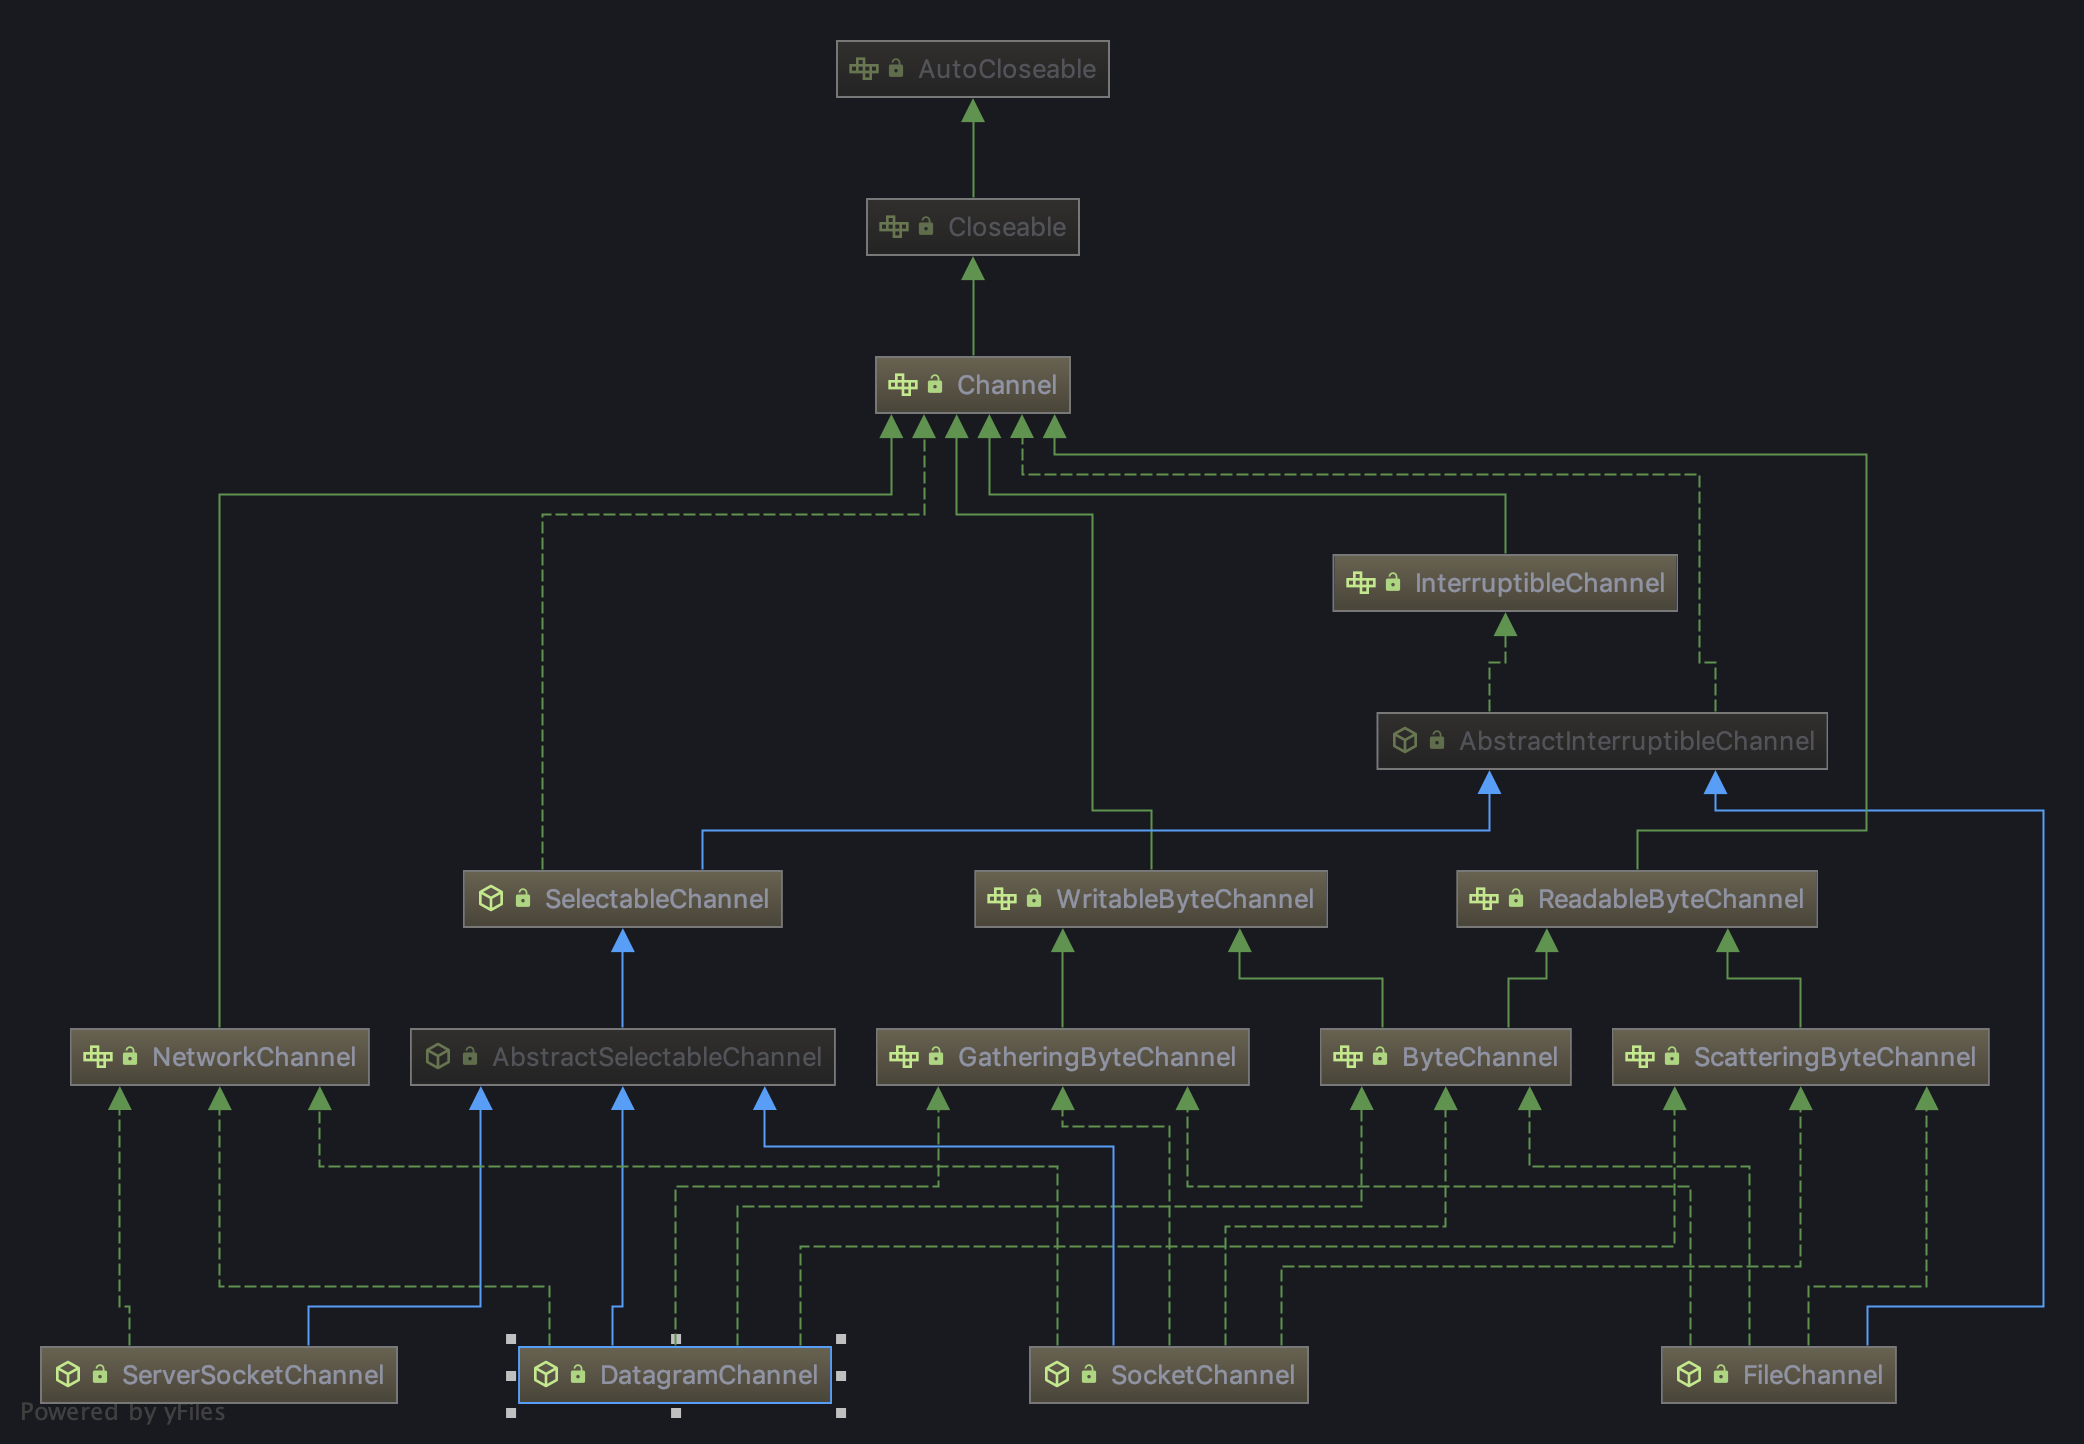 AutoCloseable
Closeable
Channel
InterruptibleChannel
AbstractInterruptibleChannel
SelectableChannel
WritableByteChannel
ReadableByteChannel
NetworkChannel
AbstractSelectableChannel
GatheringByteChannel
ByteChannel
ScatteringByteChannel
ServerSocketChannel
DatagramChannel
SocketChannel
FileChannel
Powered by yFiles